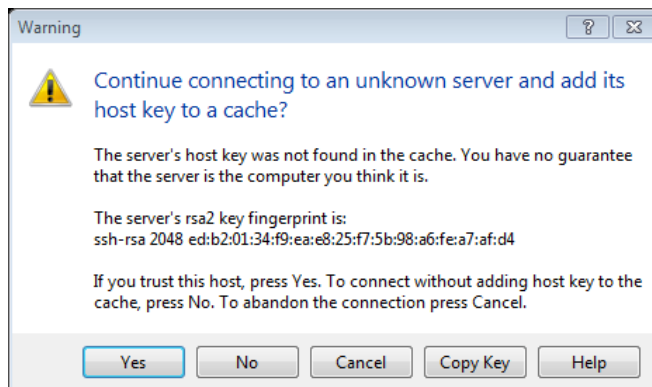 Warning
Continue connecting to an unknown server and add its
host key to a cache?
The server's host key was not found in the cache. You have no guarantee
that the server is the computer you think it is.
The server's rsa2 key fingerprint is:
ssh-rsa 2048 ed:b2:01:34:f9:ea:e8:25:f7:5b:98:a6:fe:a7:af:d4
If you trust this host, press Yes. To connect without adding host key to the
cache, press No. To abandon the connection press Cancel.
Yes No Cancel Copy Key Help